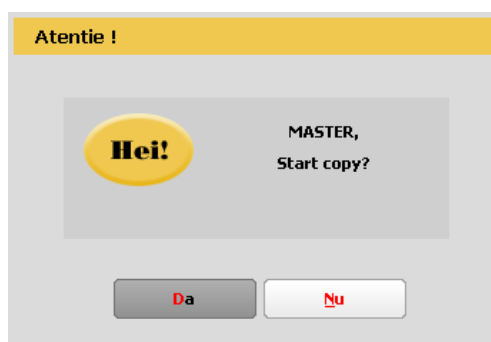 Atentie !
Hei!
MASTER,
Start copy?
Da
Nu